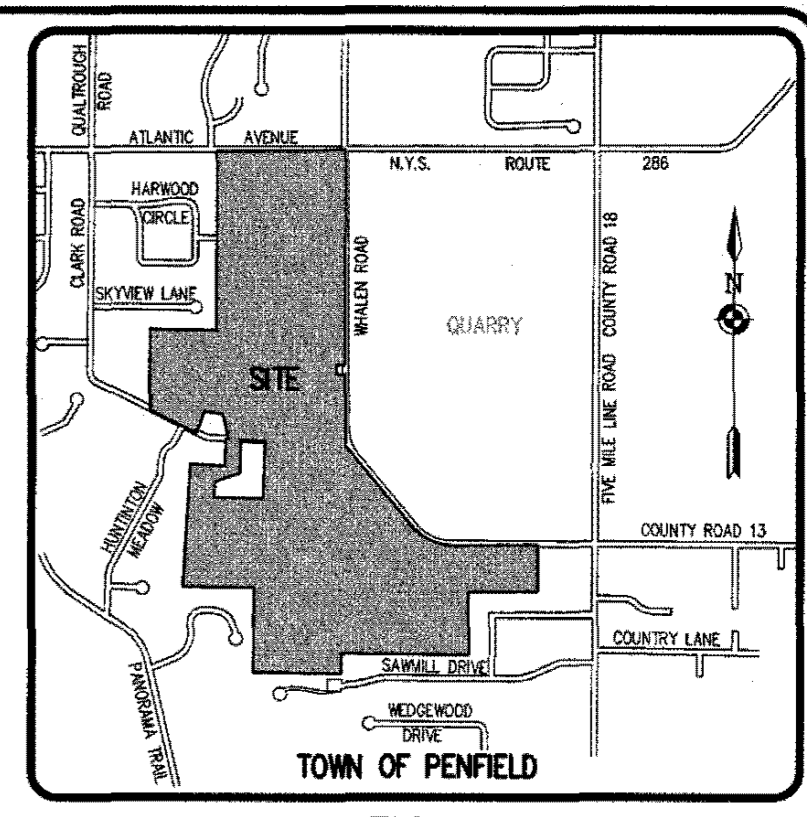 QUALTROUGH
ROAD
ATLANTIC AVENUE
N.Y.S. ROUTE 286
HARWOOD
CIRCLE
CLARK ROAD
SKYVIEW LANE
WHALEN ROAD
QUARRY
FIVE MILE LINE ROAD COUNTY ROAD 18
N
SITE
HUNTINTON
MEADOW
COUNTY ROAD 13
COUNTRY LANE
SAWMILL DRIVE
PANORAMA TRAIL
WEDGEWOOD
DRIVE
TOWN OF PENFIELD